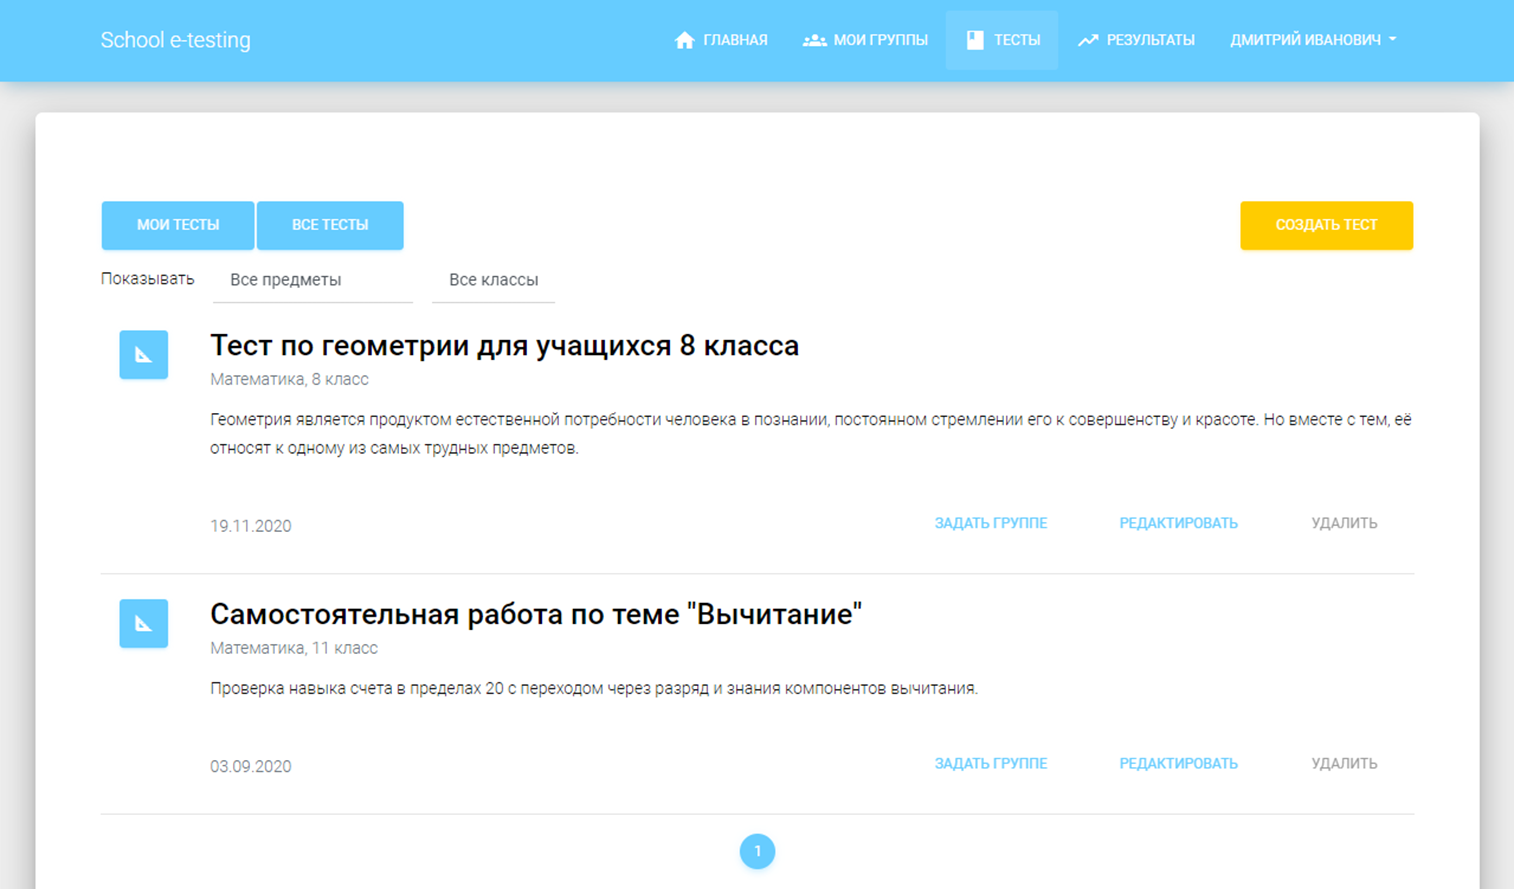 School e-testing
ГЛАВНАЯ
МОИ ГРУППЫ
ТЕСТЫ
РЕЗУЛЬТАТЫ
ДМИТРИЙ ИВАНОВИЧ
МОИ ТЕСТЫ
ВСЕ ТЕСТЫ
СОЗДАТЬ ТЕСТ
Показывать
Все предметы
Все классы
Тест по геометрии для учащихся 8 класса
Математика, 8 класс
Геометрия является продуктом естественной потребности человека в познании, постоянном стремлении его к совершенству и красоте. Но вместе с тем, её
относят к одному из самых трудных предметов.
19.11.2020
ЗАДАТЬ ГРУППЕ
РЕДАКТИРОВАТЬ
УДАЛИТЬ
Самостоятельная работа по теме "Вычитание"
Математика, 11 класс
Проверка навыка счета в пределах 20 с переходом через разряд и знания компонентов вычитания.
03.09.2020
ЗАДАТЬ ГРУППЕ
РЕДАКТИРОВАТЬ
УДАЛИТЬ
1